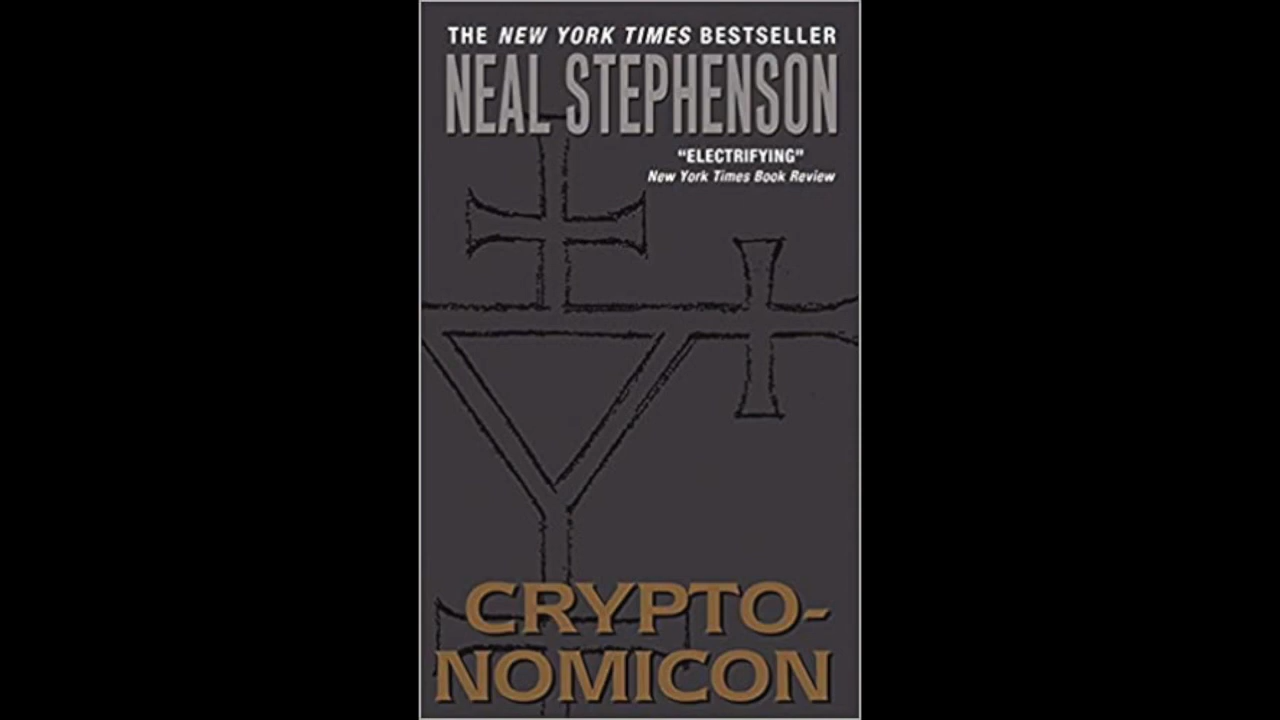 THE NEW YORK TIMES BESTSELLER
NEAL STEPHENSON
“ELECTRIFYING”
New York Times Book Review
CRYPTO-
NOMICON